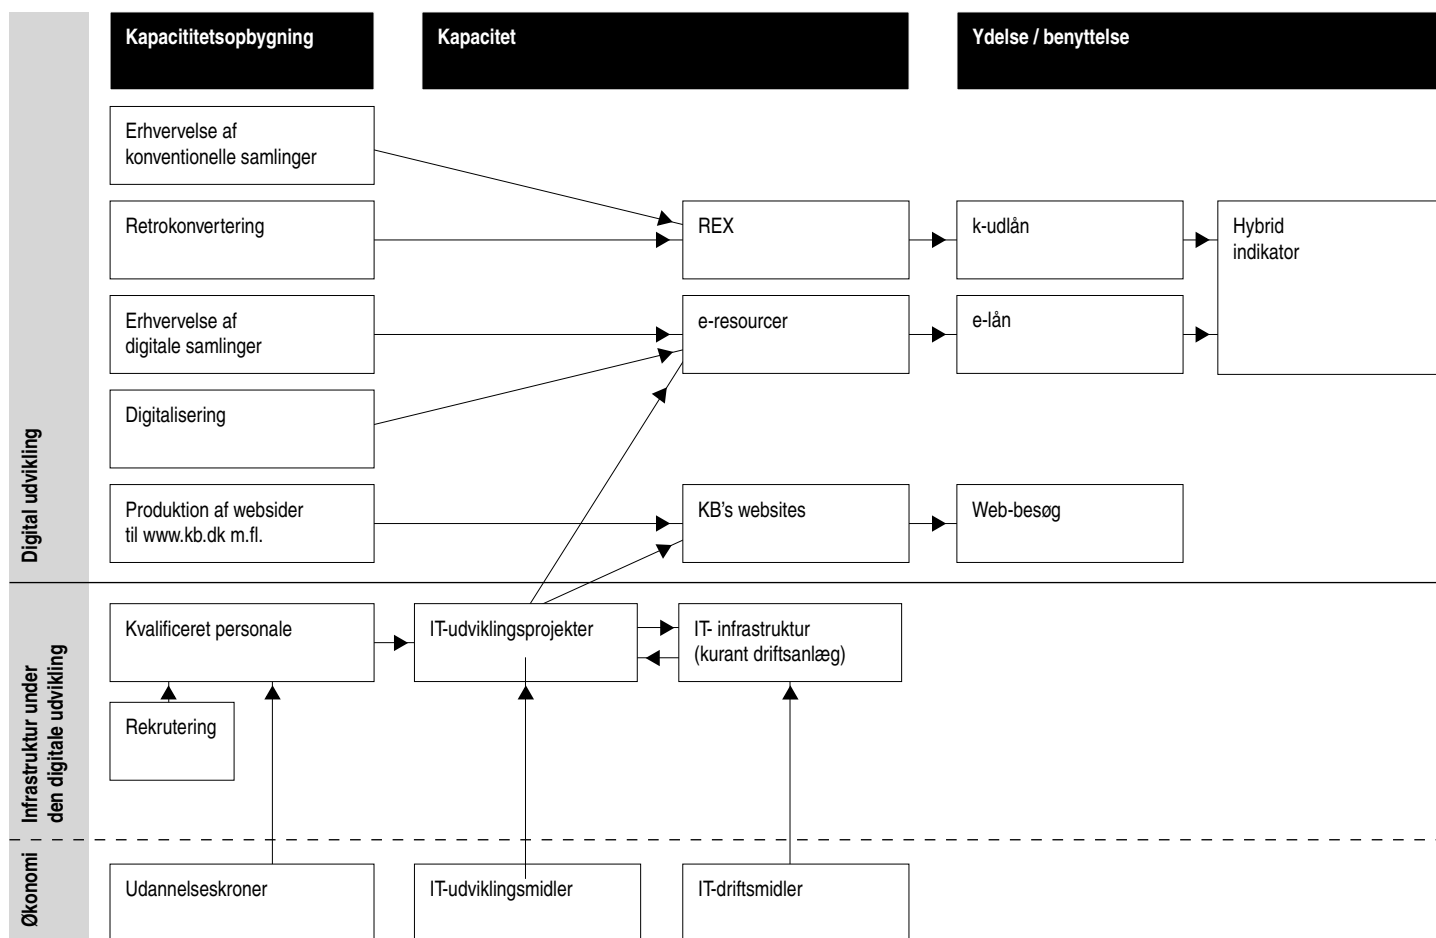 Kapacititetsopbygning
Kapacitet
Ydelse / benyttelse
Digital udvikling
Erhvervelse af
konventionelle samlinger
Retrokonvertering
REX
k-udlån
Hybrid
indikator
Erhvervelse af
digitale samlinger
e-resourcer
e-lån
Digitalisering
Produktion af websider
til www.kb.dk m.fl.
KB's websites
Web-besøg
Infrastruktur under
den digitale udvikling
Kvalificeret personale
IT-udviklingsprojekter
IT- infrastruktur
(kurant driftsanlæg)
Rekrutering
Økonomi
Udannelseskroner
IT-udviklingsmidler
IT-driftsmidler